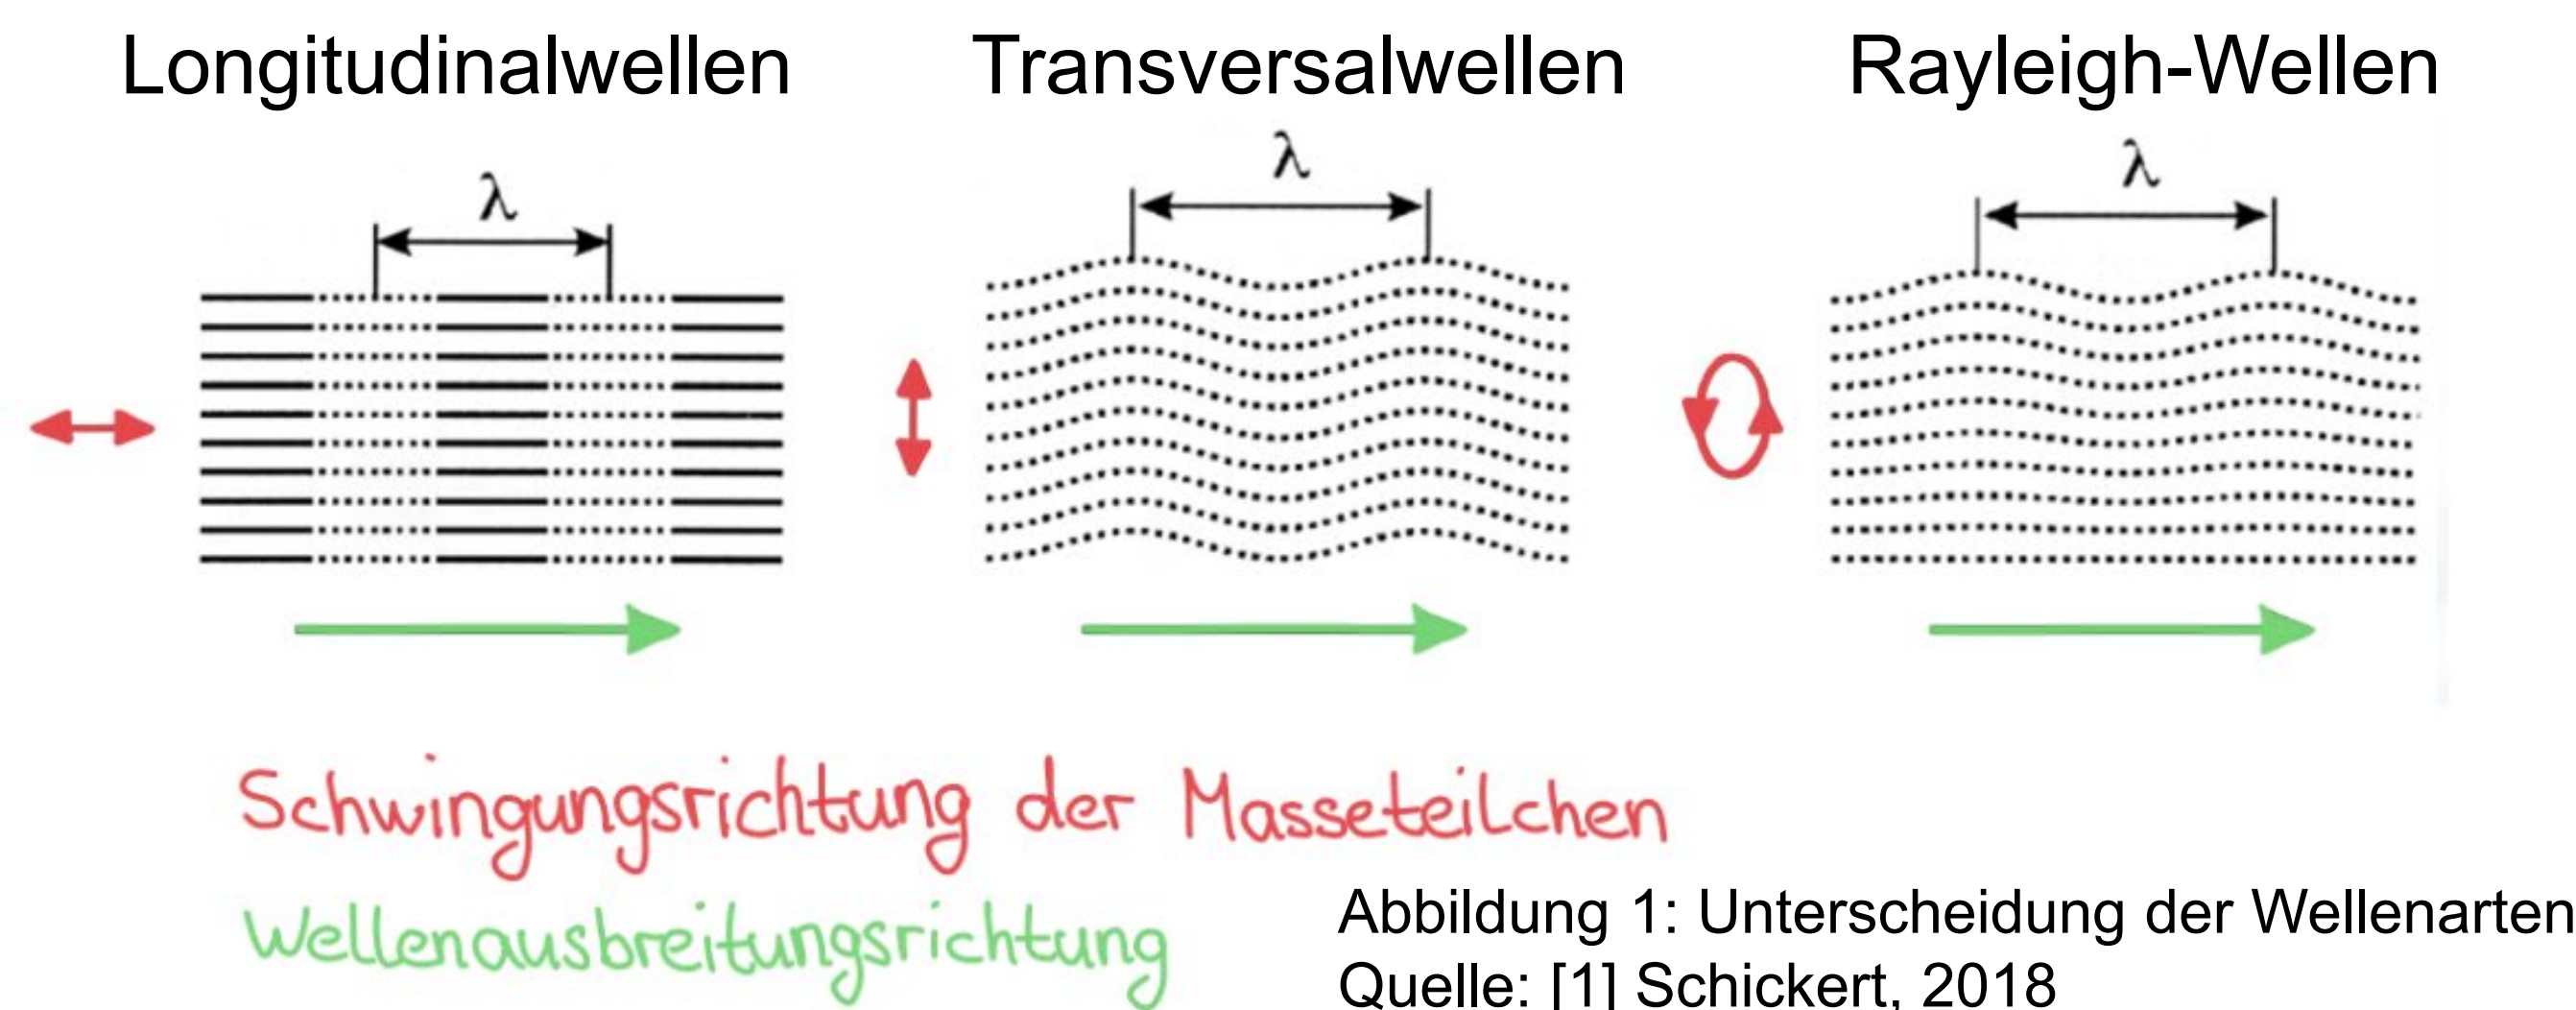 Longitudinalwellen
Transversalwellen
Rayleigh-Wellen
λ
λ
λ
Schwingungsrichtung der Masseteilchen
Wellenausbreitungsrichtung
Abbildung 1: Unterscheidung der Wellenarten
Quelle: [1] Schickert, 2018